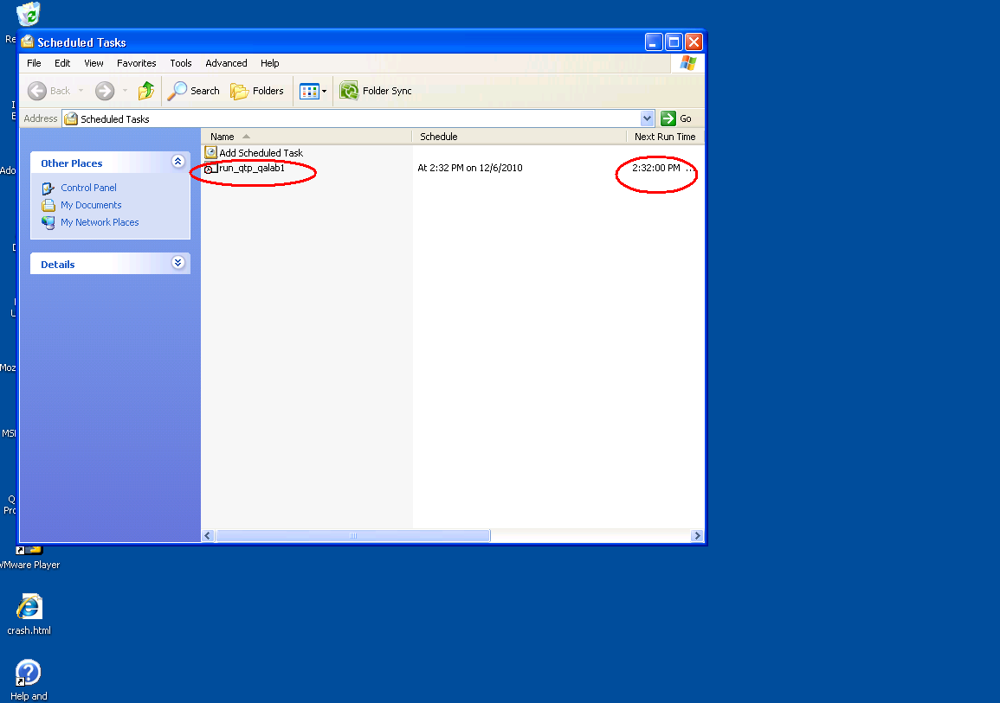 Re
Scheduled Tasks
File Edit View Favorites Tools Advanced Help
Back Search Folders Folder Sync
Address Scheduled Tasks Go
Name Schedule Next Run Time
Add Scheduled Task
run_qtp_qalab1 At 2:32 PM on 12/6/2010 2:32:00 PM ...
Other Places
Control Panel
My Documents
My Network Places
Details
Ado
Moz
MSI
Q
Pro
VMware Player
crash.html
Help and